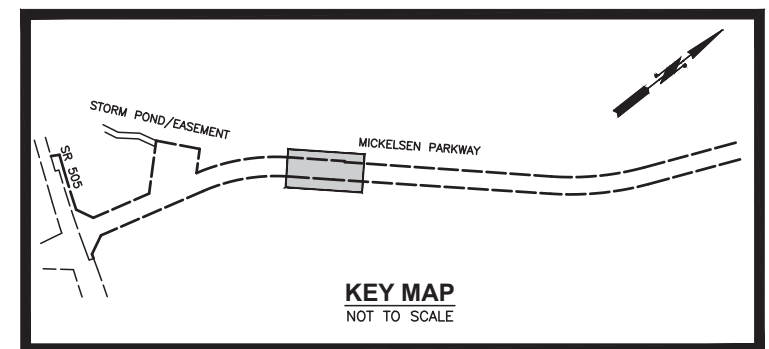 STORM POND/EASEMENT
MICKELSEN PARKWAY
SR 505
KEY MAP
NOT TO SCALE